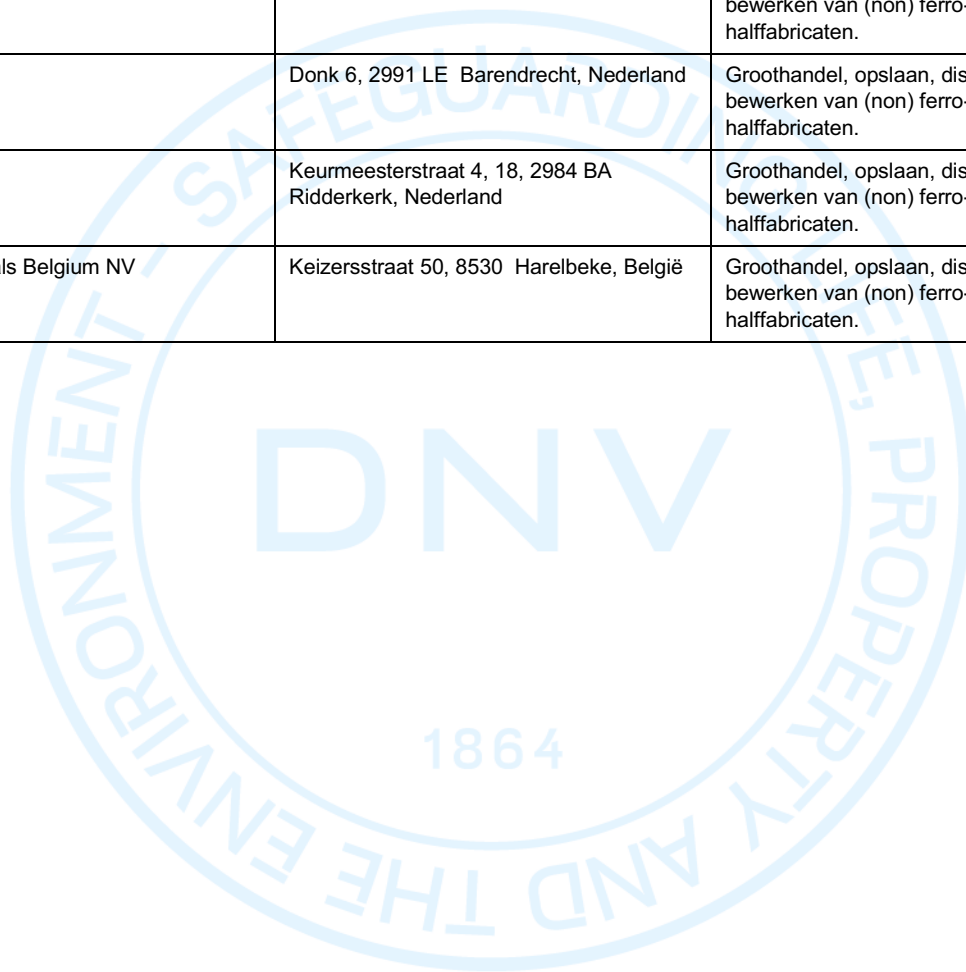 bewerken van (non) ferro-
halffabricaten.
Donk 6, 2991 LE Barendrecht, Nederland
Groothandel, opslaan, dis
bewerken van (non) ferro-
halffabricaten.
Keurmeesterstraat 4, 18, 2984 BA
Ridderkerk, Nederland
Groothandel, opslaan, dis
bewerken van (non) ferro-
halffabricaten.
ls Belgium NV
Keizersstraat 50, 8530 Harelbeke, België
Groothandel, opslaan, dis
bewerken van (non) ferro-
halffabricaten.
SAFEGUARDING LIFE, PROPERTY AND THE ENVIRONMENT –
DNV
1864